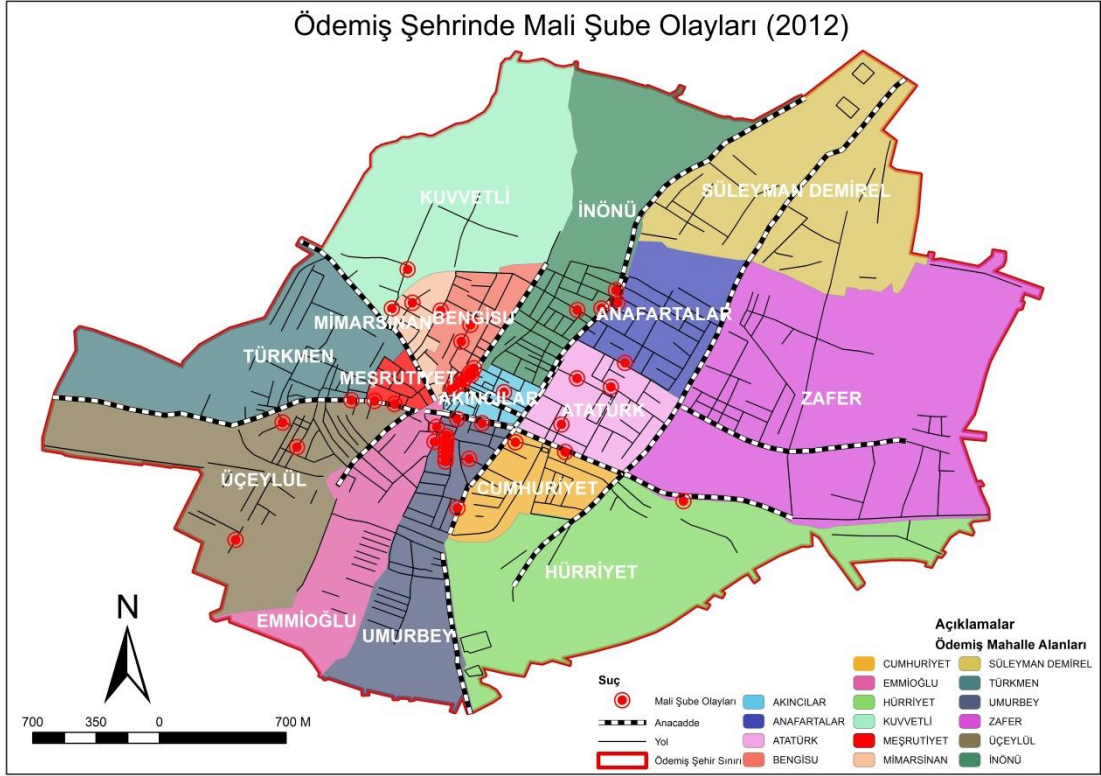 Ödemiş Şehrinde Mali Şube Olayları (2012)
KUVVETLİ
İNÖNÜ
SÜLEYMAN DEMİREL
MİMARSİNAN
BENGİSU
ANAFARTALAR
TÜRKMEN
MEŞRUTİYET
AKINCILAR
ATATÜRK
ZAFER
ÜÇEYLÜL
CUMHURİYET
HÜRRİYET
EMMİOĞLU
UMURBEY
N
700 350 0 700 M
Suç
Mali Şube Olayları
Anacadde
Yol
Ödemiş Şehir Sınırı
Açıklamalar
Ödemiş Mahalle Alanları
AKINCILAR
ANAFARTALAR
ATATÜRK
BENGİSU
CUMHURİYET
EMMİOĞLU
HÜRRİYET
KUVVETLİ
MEŞRUTİYET
MİMARSİNAN
SÜLEYMAN DEMİREL
TÜRKMEN
UMURBEY
ZAFER
ÜÇEYLÜL
İNÖNÜ